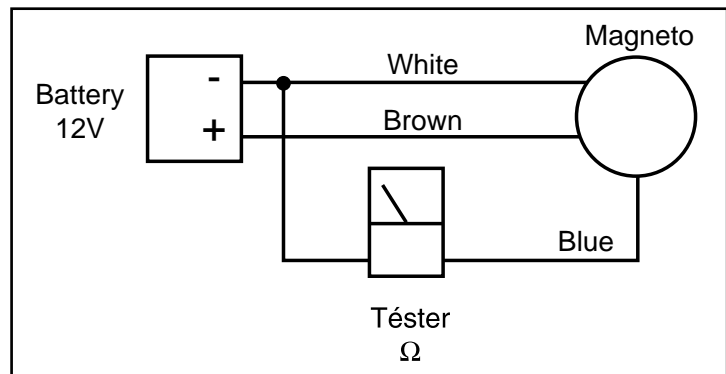 Magneto
White
-
Battery
12V
+
Brown
Blue
Téster
Ω